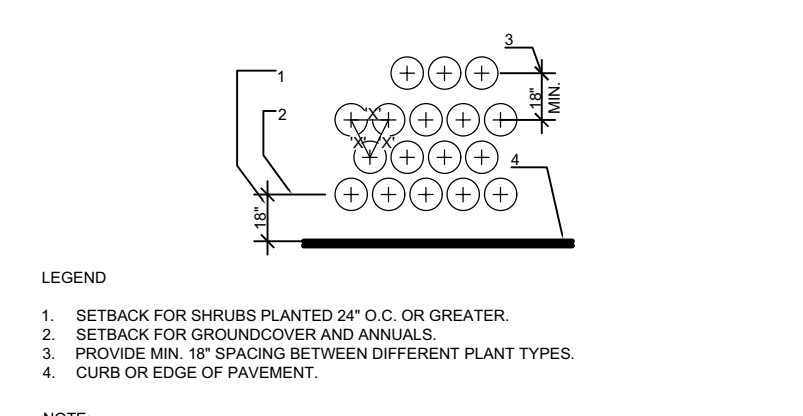 3
1
18" MIN.
2
'X'
'X' 'X'
4
18"
LEGEND
1. SETBACK FOR SHRUBS PLANTED 24" O.C. OR GREATER.
2. SETBACK FOR GROUNDCOVER AND ANNUALS.
3. PROVIDE MIN. 18" SPACING BETWEEN DIFFERENT PLANT TYPES.
4. CURB OR EDGE OF PAVEMENT.
NOTE: